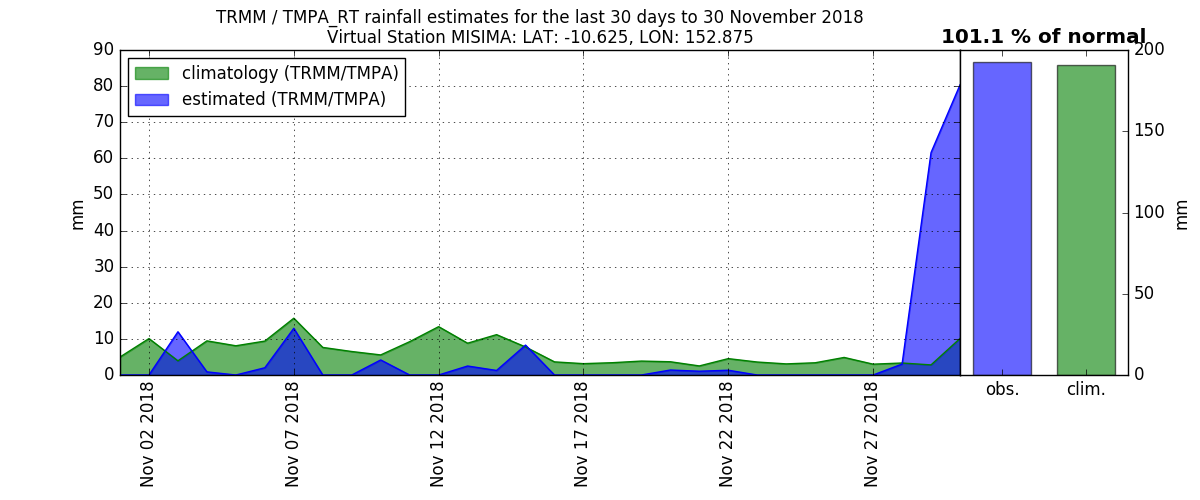 TRMM / TMPA_RT rainfall estimates for the last 30 days to 30 November 2018
Virtual Station MISIMA: LAT: -10.625, LON: 152.875
101.1 % of normal
climatology (TRMM/TMPA)
estimated (TRMM/TMPA)
90
80
70
60
50
40
30
20
10
0
mm
Nov 02 2018
Nov 07 2018
Nov 12 2018
Nov 17 2018
Nov 22 2018
Nov 27 2018
obs.
clim.
200
150
100
50
0
mm